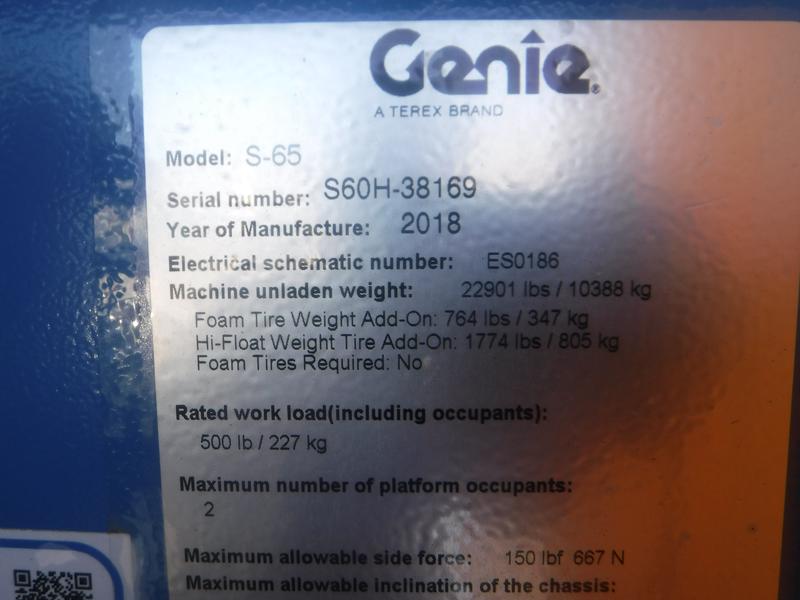 Genie®
A TEREX BRAND
Model: S-65
Serial number: S60H-38169
Year of Manufacture: 2018
Electrical schematic number: ES0186
Machine unladen weight: 22901 lbs / 10388 kg
Foam Tire Weight Add-On: 764 lbs / 347 kg
Hi-Float Weight Tire Add-On: 1774 lbs / 805 kg
Foam Tires Required: No
Rated work load(including occupants):
500 lb / 227 kg
Maximum number of platform occupants:
2
Maximum allowable side force: 150 lbf 667 N
Maximum allowable inclination of the chassis: